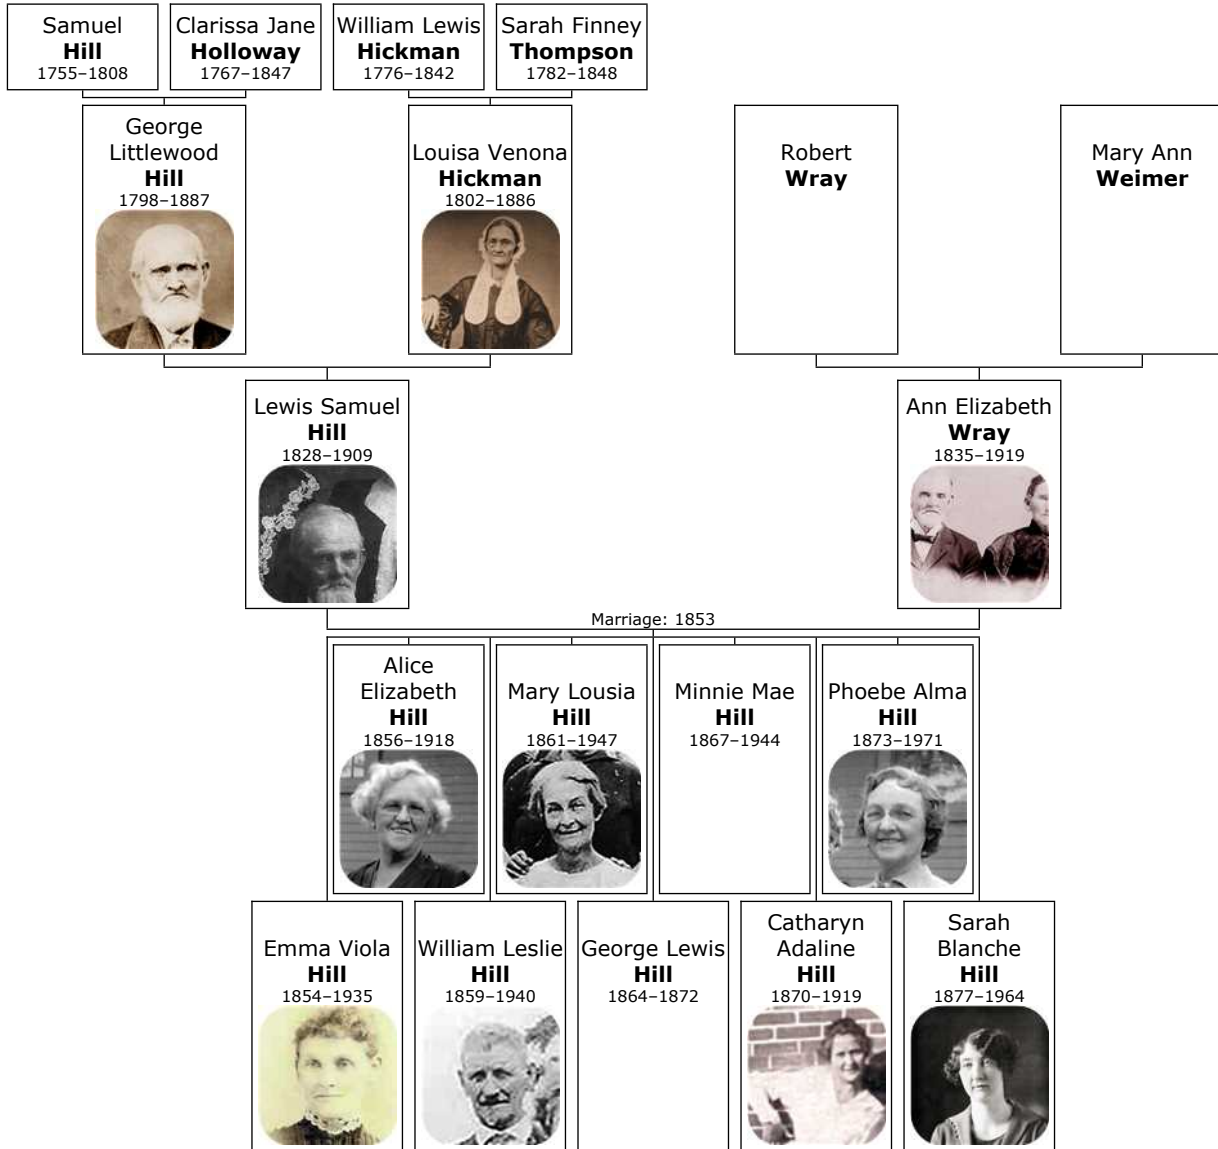 Samuel
Hill
1755–1808
Clarissa Jane
Holloway
1767–1847
William Lewis
Hickman
1776–1842
Sarah Finney
Thompson
1782–1848
George
Littlewood
Hill
1798–1887
Louisa Venona
Hickman
1802–1886
Robert
Wray
Mary Ann
Weimer
Lewis Samuel
Hill
1828–1909
Ann Elizabeth
Wray
1835–1919
Marriage: 1853
Alice
Elizabeth
Hill
1856–1918
Mary Lousia
Hill
1861–1947
Minnie Mae
Hill
1867–1944
Phoebe Alma
Hill
1873–1971
Emma Viola
Hill
1854–1935
William Leslie
Hill
1859–1940
George Lewis
Hill
1864–1872
Catharyn
Adaline
Hill
1870–1919
Sarah
Blanche
Hill
1877–1964